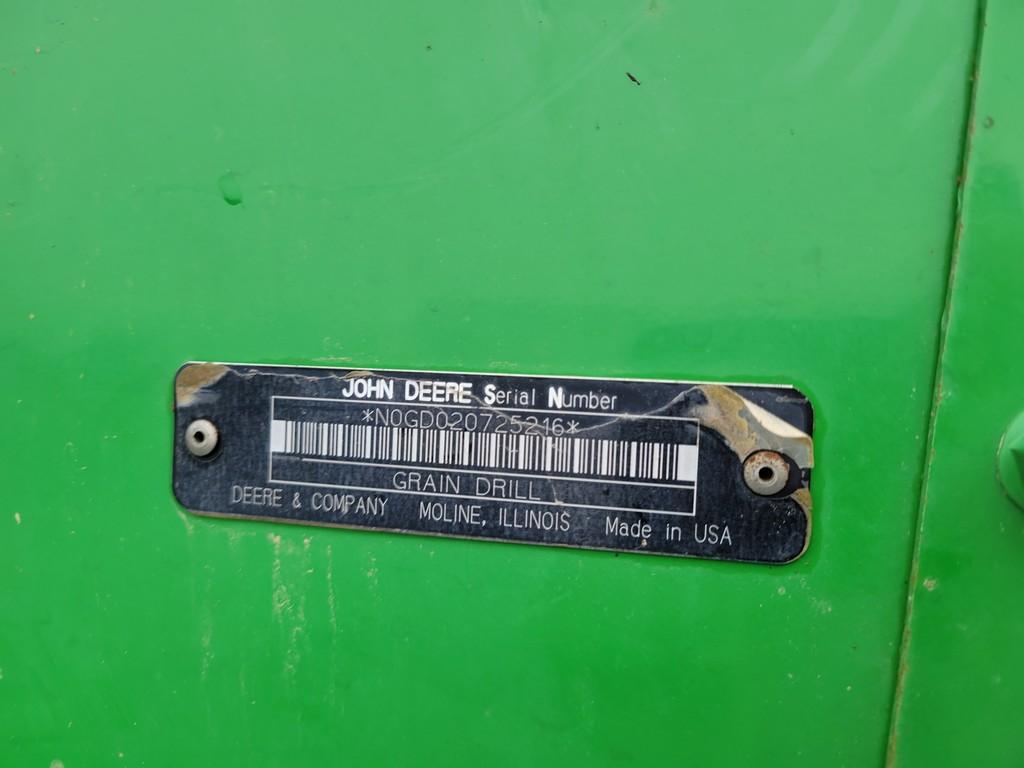 JOHN DEERE Serial Number
*N0GD020725216*
GRAIN DRILL
DEERE & COMPANY MOLINE, ILLINOIS Made in USA